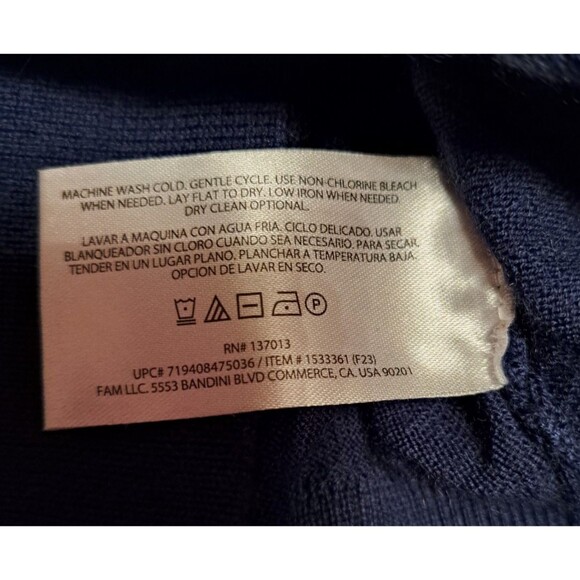 MACHINE WASH COLD. GENTLE CYCLE. USE NON-CHLORINE BLEACH
WHEN NEEDED. LAY FLAT TO DRY. LOW IRON WHEN NEEDED.
DRY CLEAN OPTIONAL.
LAVAR A MAQUINA CON AGUA FRIA. CICLO DELICADO. USAR
BLANQUEADOR SIN CLORO CUANDO SEA NECESARIO. PARA SECAR,
TENDER EN UN LUGAR PLANO. PLANCHAR A TEMPERATURA BAJA.
OPCION DE LAVAR EN SECO.
P
RN# 137013
UPC# 719408475036 / ITEM # 1533361 (F23)
FAM LLC. 5553 BANDINI BLVD COMMERCE, CA. USA 90201